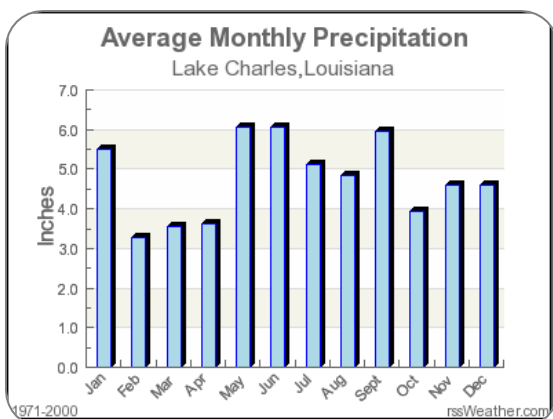 Average Monthly Precipitation
Lake Charles,Louisiana
7.0
6.0
5.0
4.0
3.0
2.0
1.0
0.0
Inches
Jan Feb Mar Apr May Jun Jul Aug Sept Oct Nov Dec
1971-2000 rssWeather.com